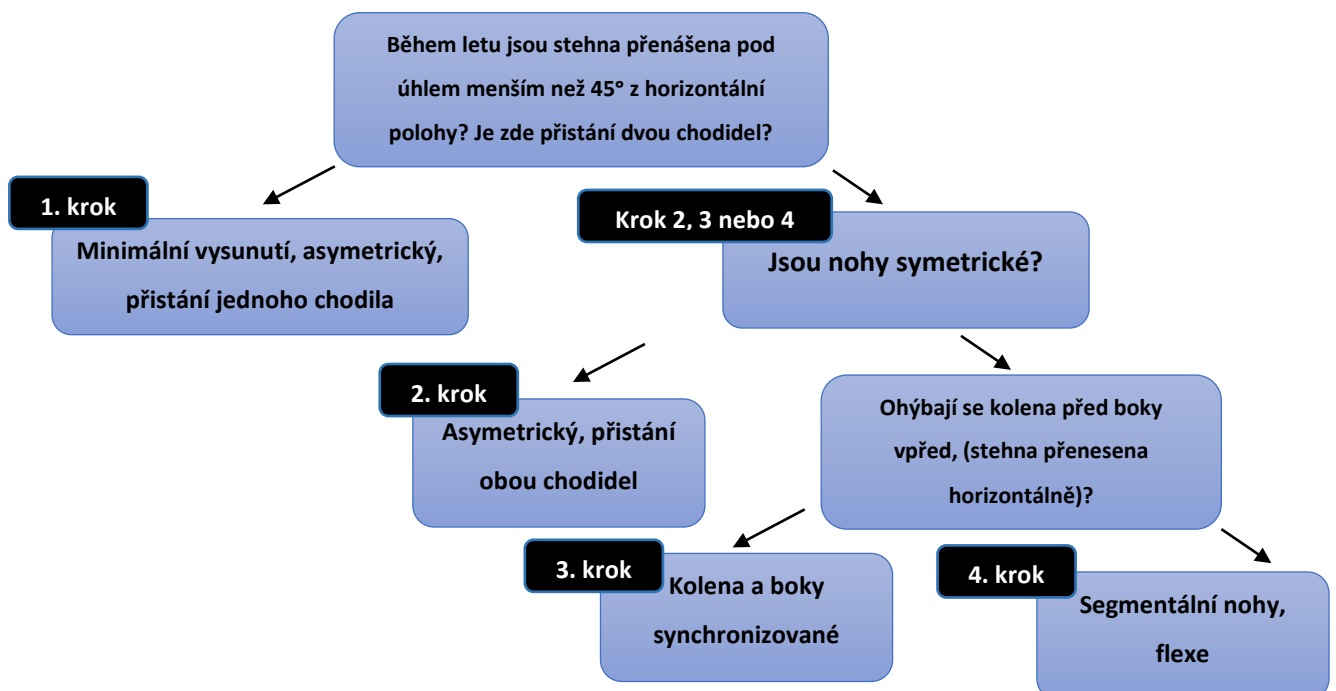 Během letu jsou stehna přenášena pod
úhlem menším než 45° z horizontální
polohy? Je zde přistání dvou chodidel?
1. krok
Minimální vysunutí, asymetrický,
přistání jednoho chodila
Krok 2, 3 nebo 4
Jsou nohy symetrické?
2. krok
Asymetrický, přistání
obou chodidel
Ohýbají se kolena před boky
vpřed, (stehna přenesena
horizontálně)?
3. krok
Kolena a boky
synchronizované
4. krok
Segmentální nohy,
flexe